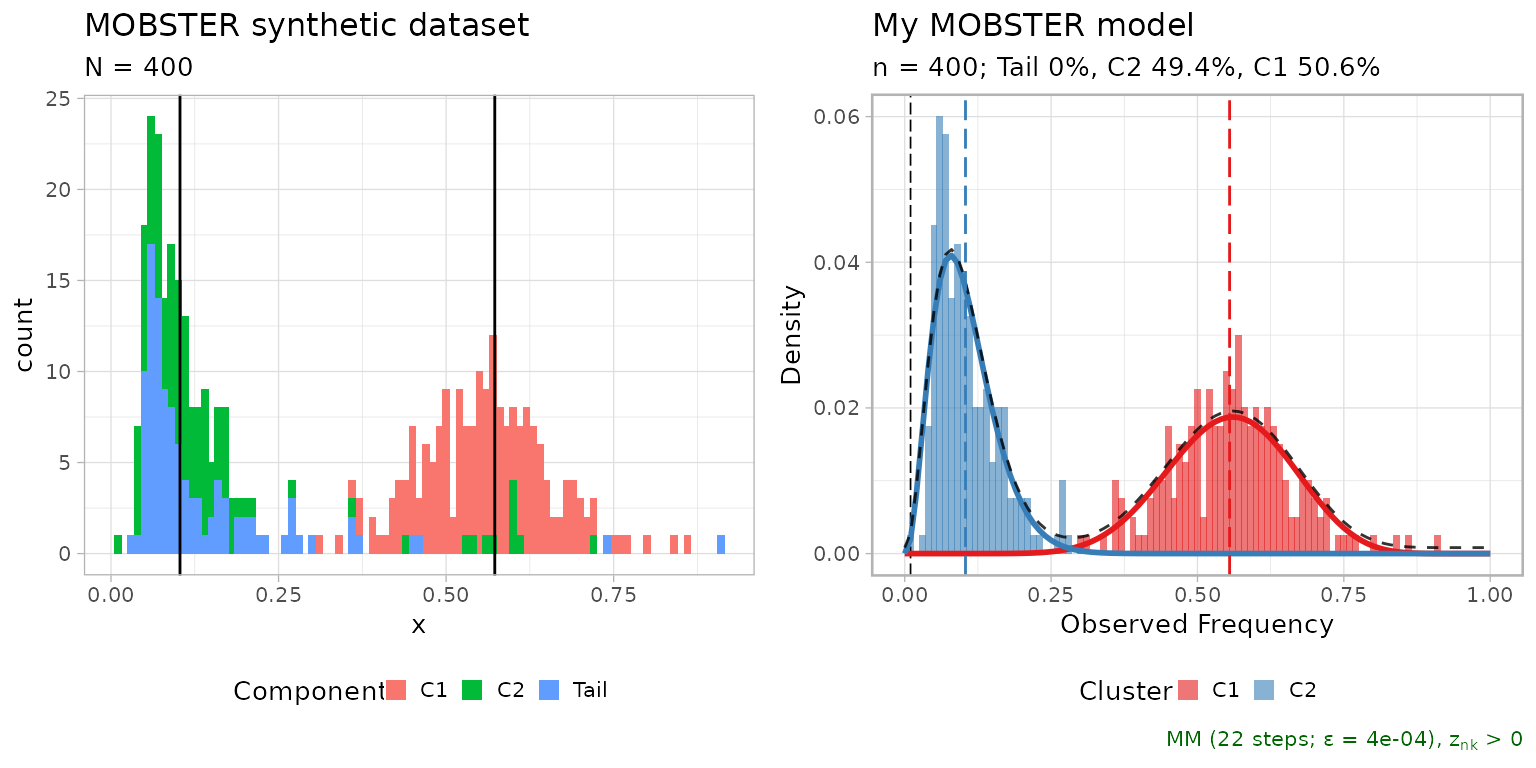 MOBSTER synthetic dataset
N = 400
25
20
15
10
5
0
count
0.00 0.25 0.50 0.75
x
Component C1 C2 Tail
My MOBSTER model
n = 400; Tail 0%, C2 49.4%, C1 50.6%
0.06
0.04
0.02
0.00
Density
0.00 0.25 0.50 0.75 1.00
Observed Frequency
Cluster C1 C2
MM (22 steps; ε = 4e-04), znk > 0